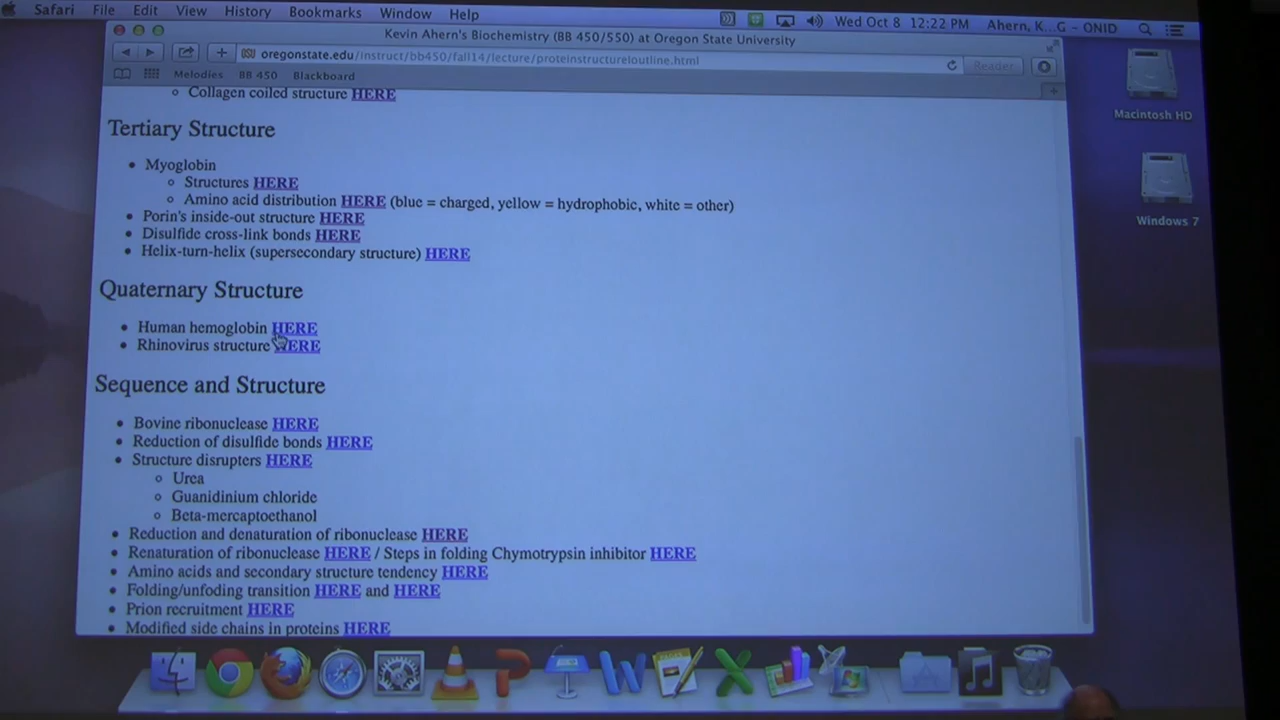 Safari File Edit View History Bookmarks Window Help Wed Oct 8 12:22 PM Ahern, K...G - ONID
Kevin Ahern's Biochemistry (BB 450/550) at Oregon State University
oregonstate.edu/instruct/bb450/fall14/lecture/proteinstructureIoutline.html Reader
Melodies BB 450 Blackboard
Collagen coiled structure HERE
Tertiary Structure
Myoglobin
Structures HERE
Amino acid distribution HERE (blue = charged, yellow = hydrophobic, white = other)
Porin's inside-out structure HERE
Disulfide cross-link bonds HERE
Helix-turn-helix (supersecondary structure) HERE
Quaternary Structure
Human hemoglobin HERE
Rhinovirus structure HERE
Sequence and Structure
Bovine ribonuclease HERE
Reduction of disulfide bonds HERE
Structure disrupters HERE
Urea
Guanidinium chloride
Beta-mercaptoethanol
Reduction and denaturation of ribonuclease HERE
Renaturation of ribonuclease HERE / Steps in folding Chymotrypsin inhibitor HERE
Amino acids and secondary structure tendency HERE
Folding/unfoding transition HERE and HERE
Prion recruitment HERE
Modified side chains in proteins HERE
Macintosh HD
Windows 7